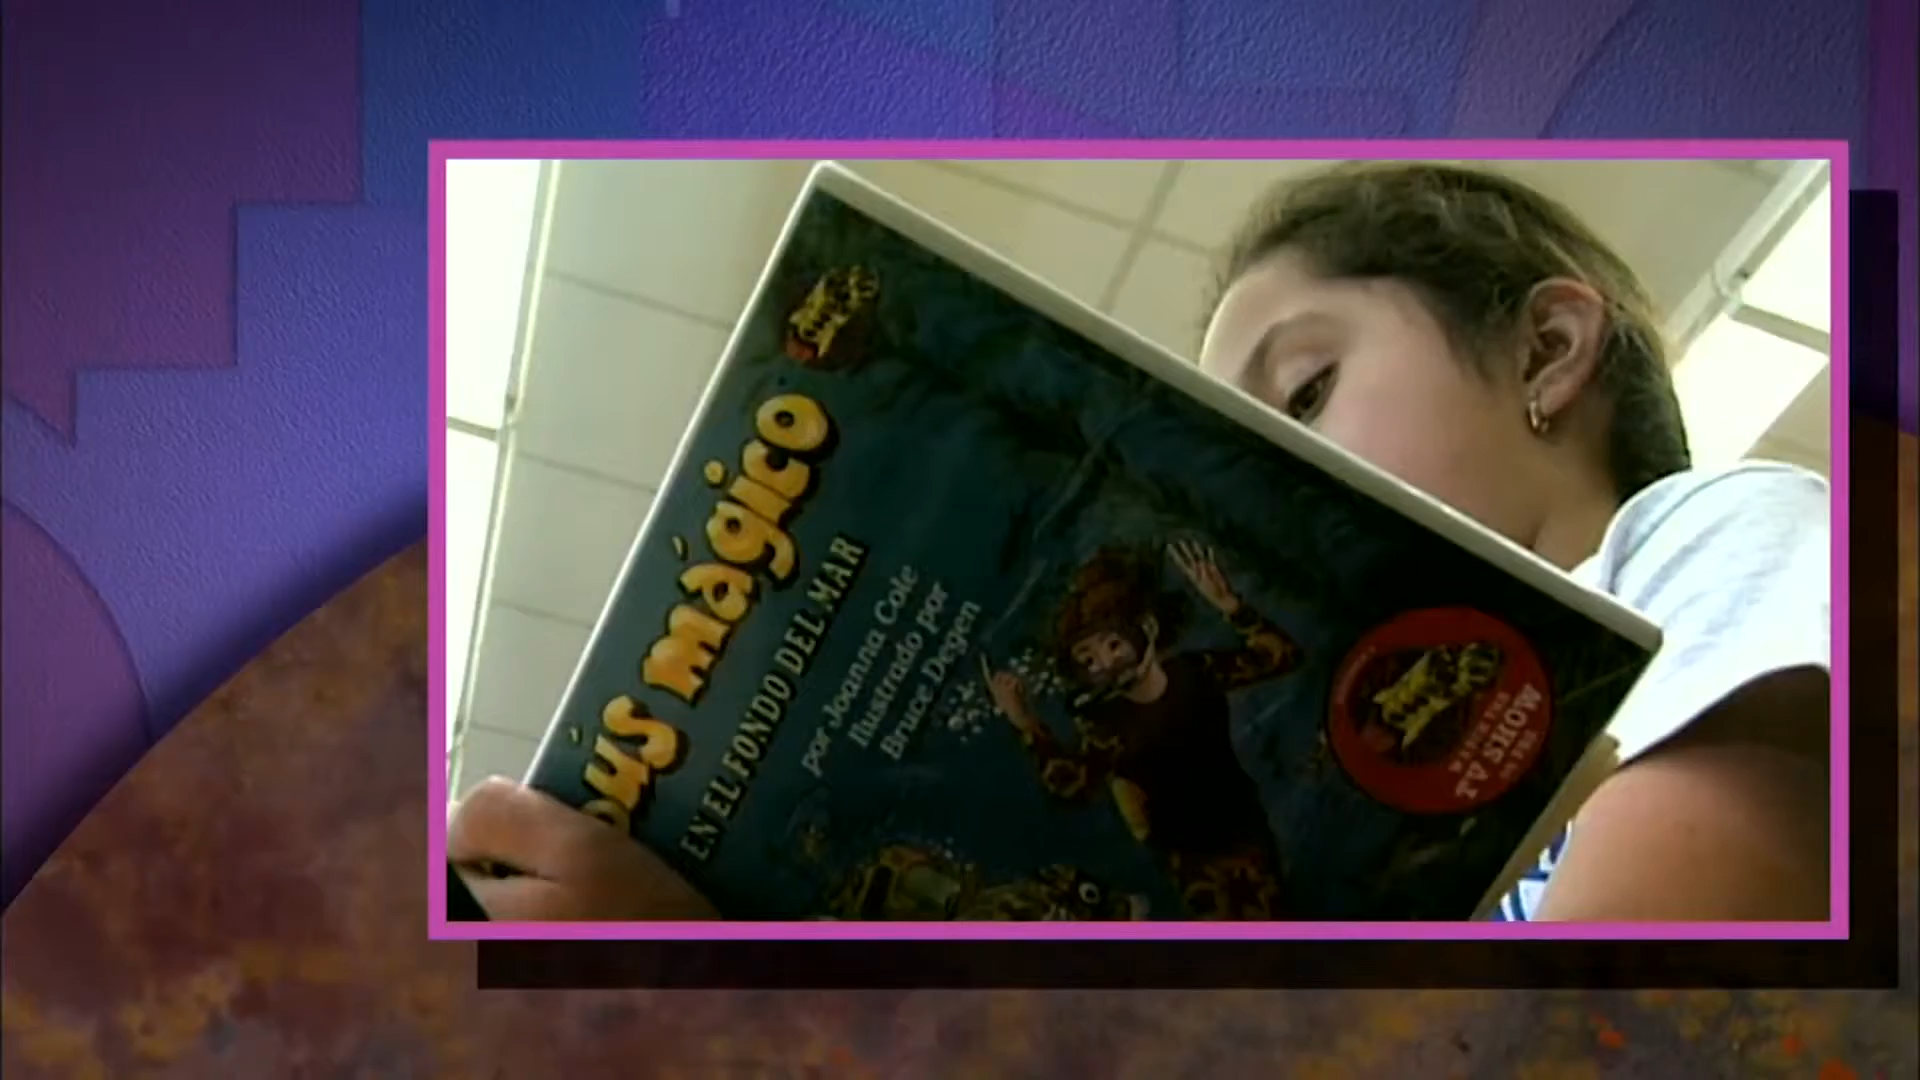 bús mágico
EN EL FONDO DEL MAR
por Joanna Cole
Ilustrado por
Bruce Degen
TV SHOW